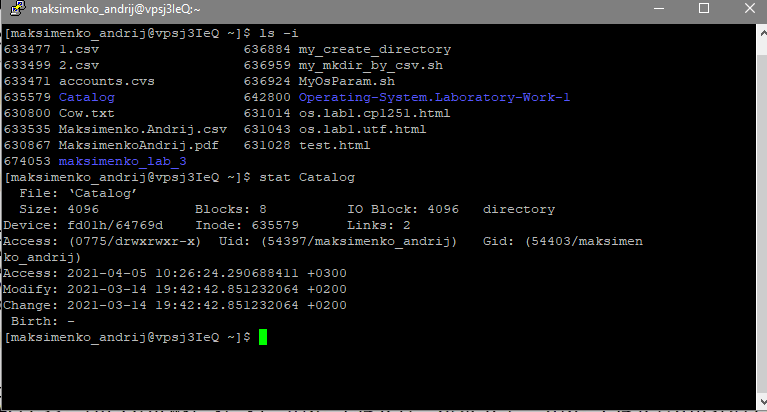 maksimenko_andrij@vpsj3IeQ:~
[maksimenko_andrij@vpsj3IeQ ~]$ ls -i
633477 1.csv                 636884 my_create_directory
633499 2.csv                 636959 my_mkdir_by_csv.sh
633471 accounts.cvs          636924 MyOsParam.sh
635579 Catalog               642800 Operating-System.Laboratory-Work-1
630800 Cow.txt               631014 os.lab1.cp1251.html
633535 Maksimenko.Andrij.csv  631043 os.lab1.utf.html
630867 MaksimenkoAndrij.pdf  631028 test.html
674053 maksimenko_lab_3
[maksimenko_andrij@vpsj3IeQ ~]$ stat Catalog
  File: ‘Catalog’
  Size: 4096            Blocks: 8          IO Block: 4096   directory
Device: fd01h/64769d    Inode: 635579      Links: 2
Access: (0775/drwxrwxr-x)  Uid: (54397/maksimenko_andrij)   Gid: (54403/maksimen
ko_andrij)
Access: 2021-04-05 10:26:24.290688411 +0300
Modify: 2021-03-14 19:42:42.851232064 +0200
Change: 2021-03-14 19:42:42.851232064 +0200
 Birth: -
[maksimenko_andrij@vpsj3IeQ ~]$